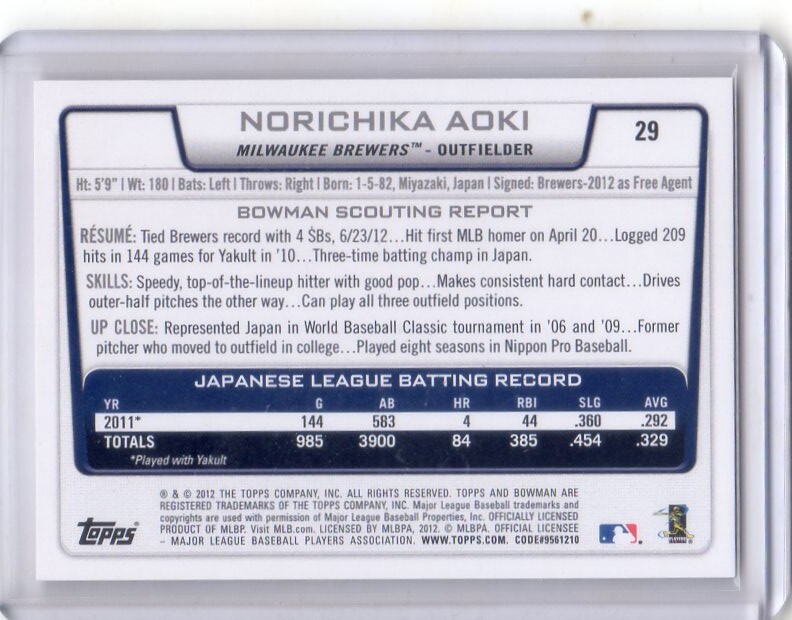 NORICHIKA AOKI
29
MILWAUKEE BREWERS™ - OUTFIELDER
Ht: 5'9" | Wt: 180 | Bats: Left | Throws: Right | Born: 1-5-82, Miyazaki, Japan | Signed: Brewers-2012 as Free Agent
BOWMAN SCOUTING REPORT
RÉSUMÉ: Tied Brewers record with 4 SBs, 6/23/12...Hit first MLB homer on April 20...Logged 209
hits in 144 games for Yakult in '10...Three-time batting champ in Japan.
SKILLS: Speedy, top-of-the-lineup hitter with good pop...Makes consistent hard contact...Drives
outer-half pitches the other way...Can play all three outfield positions.
UP CLOSE: Represented Japan in World Baseball Classic tournament in '06 and '09...Former
pitcher who moved to outfield in college...Played eight seasons in Nippon Pro Baseball.
JAPANESE LEAGUE BATTING RECORD
YR G AB HR RBI SLG AVG
2011* 144 583 4 44 .360 .292
TOTALS 985 3900 84 385 .454 .329
*Played with Yakult
® & © 2012 THE TOPPS COMPANY, INC. ALL RIGHTS RESERVED. TOPPS AND BOWMAN ARE
REGISTERED TRADEMARKS OF THE TOPPS COMPANY, INC. Major League Baseball trademarks and
copyrights are used with permission of Major League Baseball Properties, Inc. OFFICIALLY LICENSED
PRODUCT OF MLBP. Visit MLB.com. LICENSED BY MLBPA, 2012. © MLBPA. OFFICIAL LICENSEE
- MAJOR LEAGUE BASEBALL PLAYERS ASSOCIATION. WWW.TOPPS.COM. CODE#9561210
Topps®